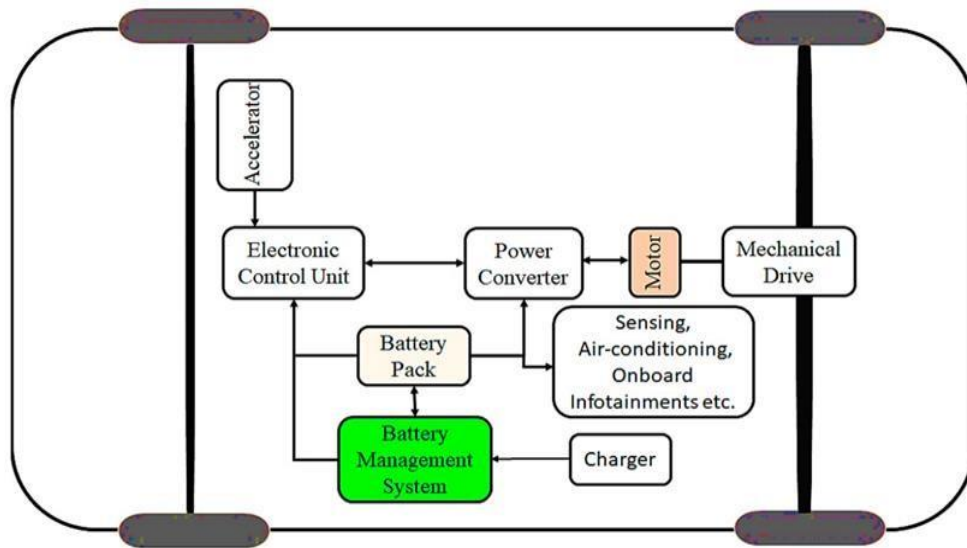 Accelerator
Electronic
Control Unit
Power
Converter
Motor
Mechanical
Drive
Sensing,
Air-conditioning,
Onboard
Infotainments etc.
Battery
Pack
Battery
Management
System
Charger